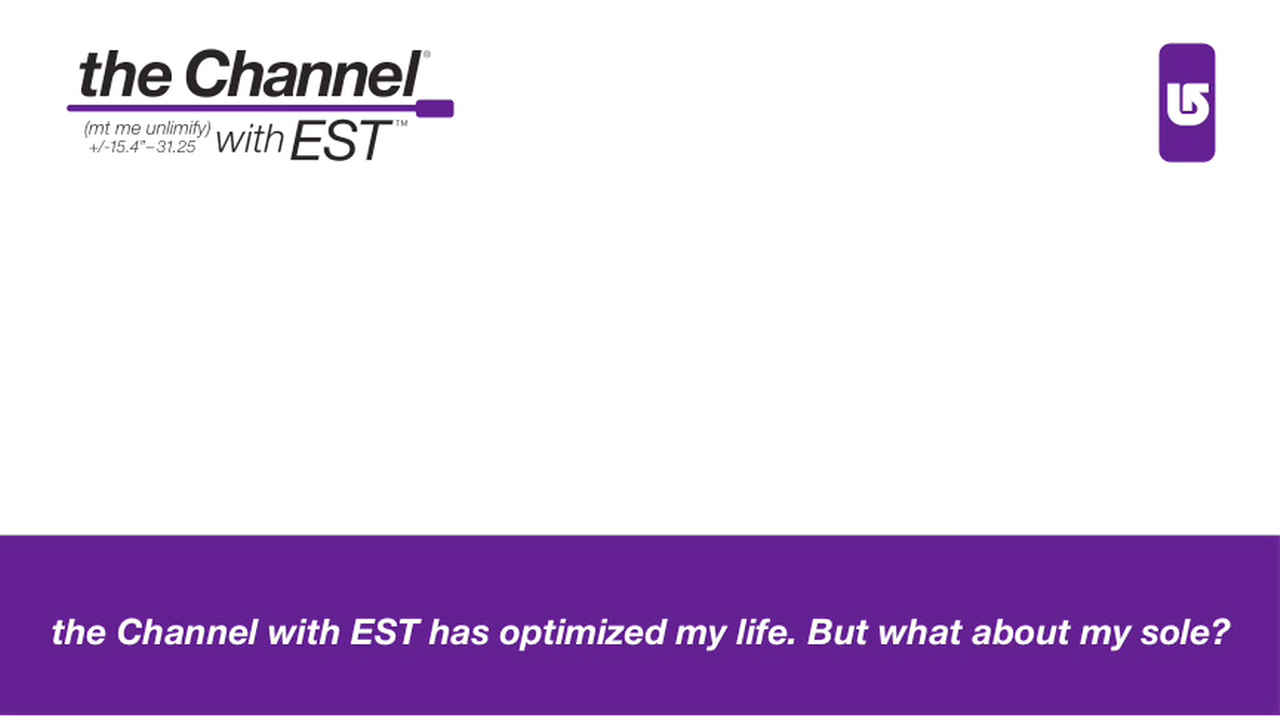 the Channel®
(mt me unlimify)
+/-15.4”–31.25
with EST™
the Channel with EST has optimized my life. But what about my sole?